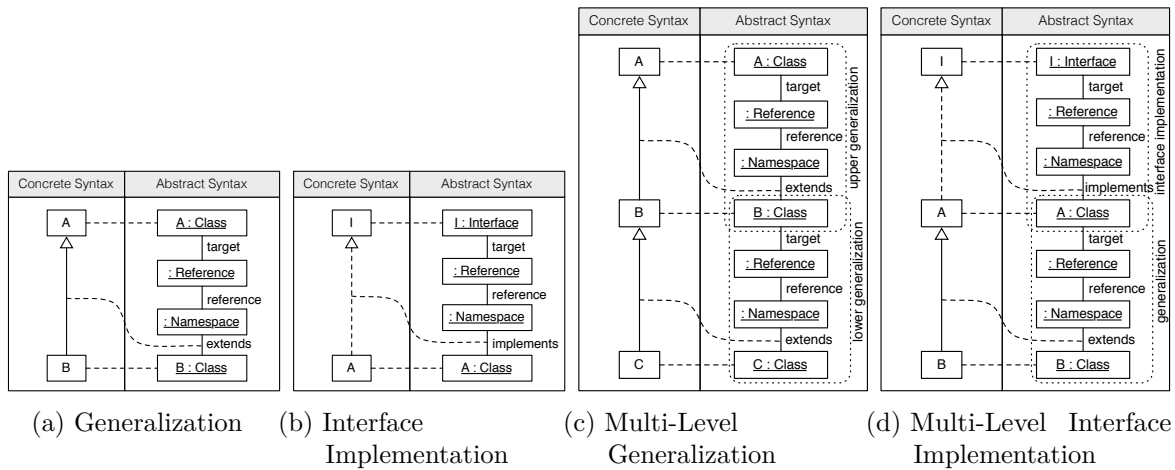 Concrete Syntax
Abstract Syntax
A
A : Class
target
: Reference
reference
: Namespace
extends
B
B : Class
(a) Generalization
Concrete Syntax
Abstract Syntax
I
I : Interface
target
: Reference
reference
: Namespace
implements
A
A : Class
(b) Interface
Implementation
Concrete Syntax
Abstract Syntax
A
A : Class
target
: Reference
reference
: Namespace
extends
upper generalization
B
B : Class
target
: Reference
reference
: Namespace
extends
lower generalization
C
C : Class
(c) Multi-Level
Generalization
Concrete Syntax
Abstract Syntax
I
I : Interface
target
: Reference
reference
: Namespace
implements
interface implementation
A
A : Class
target
: Reference
reference
: Namespace
extends
generalization
B
B : Class
(d) Multi-Level Interface
Implementation